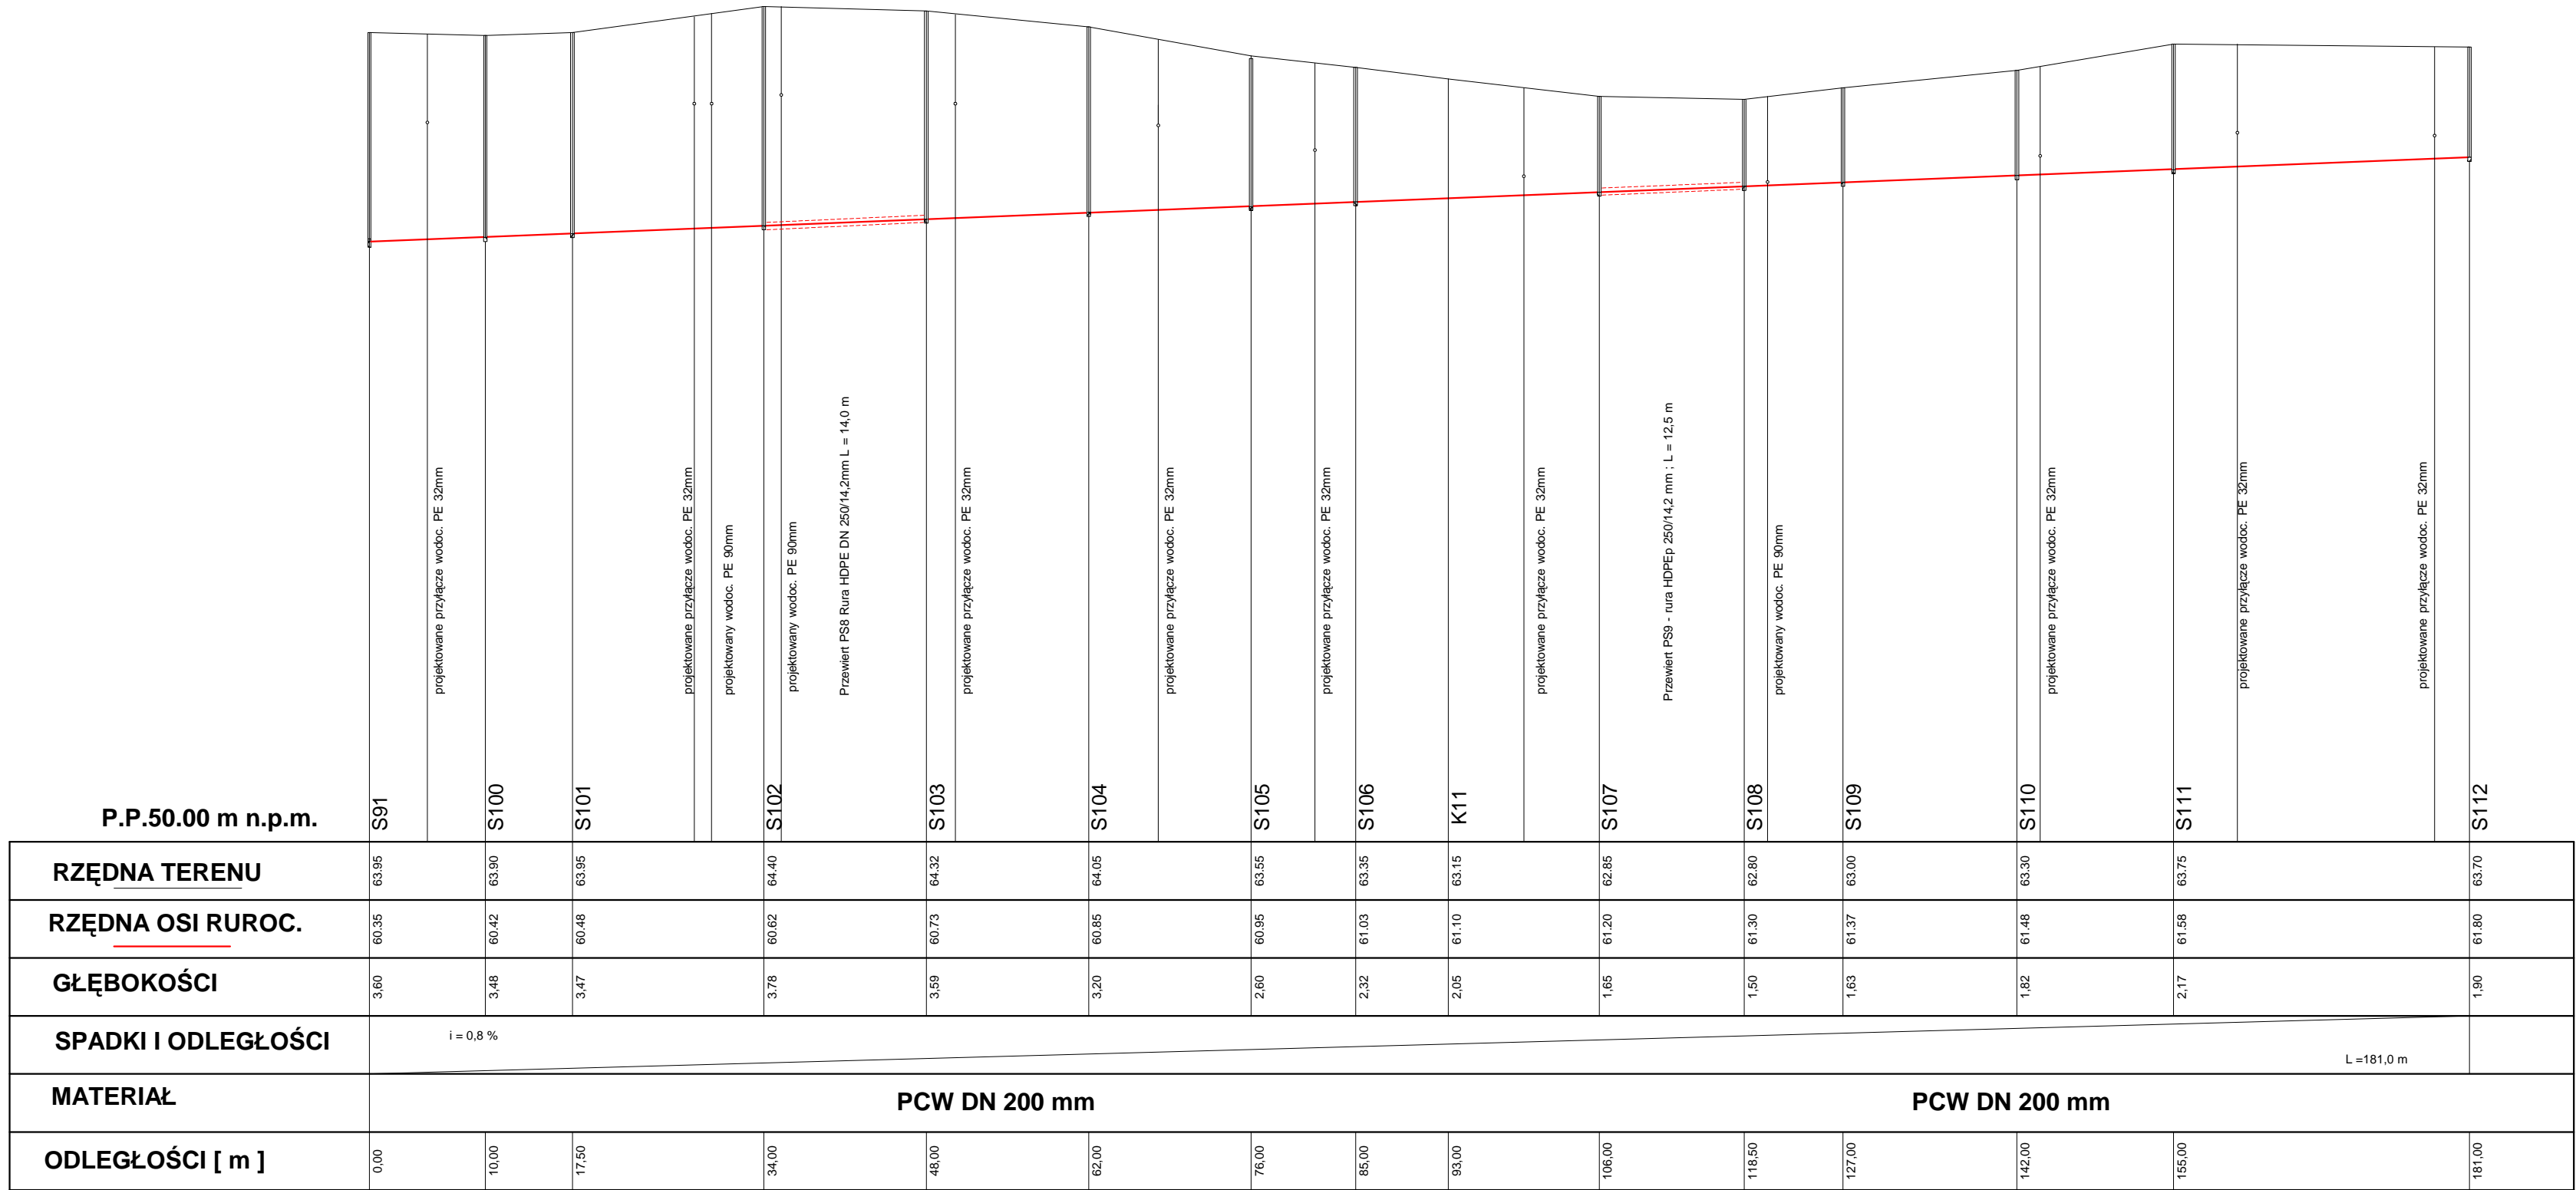 projektowane przyłącze wodoc. PE 32mm
projektowane przyłącze wodoc. PE 32mm
projektowany wodoc. PE 90mm
projektowany wodoc. PE 90mm
Przewiert PS8 Rura HDPE DN 250/14,2mm L = 14,0 m
projektowane przyłącze wodoc. PE 32mm
projektowane przyłącze wodoc. PE 32mm
projektowane przyłącze wodoc. PE 32mm
projektowane przyłącze wodoc. PE 32mm
Przewiert PS9 - rura HDPEp 250/14,2 mm ; L = 12,5 m
projektowany wodoc. PE 90mm
projektowane przyłącze wodoc. PE 32mm
projektowane przyłącze wodoc. PE 32mm
projektowane przyłącze wodoc. PE 32mm
P.P.50.00 m n.p.m.
S91 S100 S101 S102 S103 S104 S105 S106 K11 S107 S108 S109 S110 S111 S112
RZĘDNA TERENU 63.95 63.90 63.95 64.40 64.32 64.05 63.55 63.35 63.15 62.85 62.80 63.00 63.30 63.75 63.70
RZĘDNA OSI RUROC. 60.35 60.42 60.48 60.62 60.73 60.85 60.95 61.03 61.10 61.20 61.30 61.37 61.48 61.58 61.80
GŁĘBOKOŚCI 3,60 3,48 3,47 3.78 3,59 3,20 2,60 2,32 2,05 1,65 1,50 1,63 1,82 2,17 1,90
SPADKI I ODLEGŁOŚCI i = 0,8 % L =181,0 m
MATERIAŁ PCW DN 200 mm PCW DN 200 mm
ODLEGŁOŚCI [ m ] 0,00 10,00 17,50 34,00 48,00 62,00 76,00 85,00 93,00 106,00 118,50 127,00 142,00 155,00 181,00